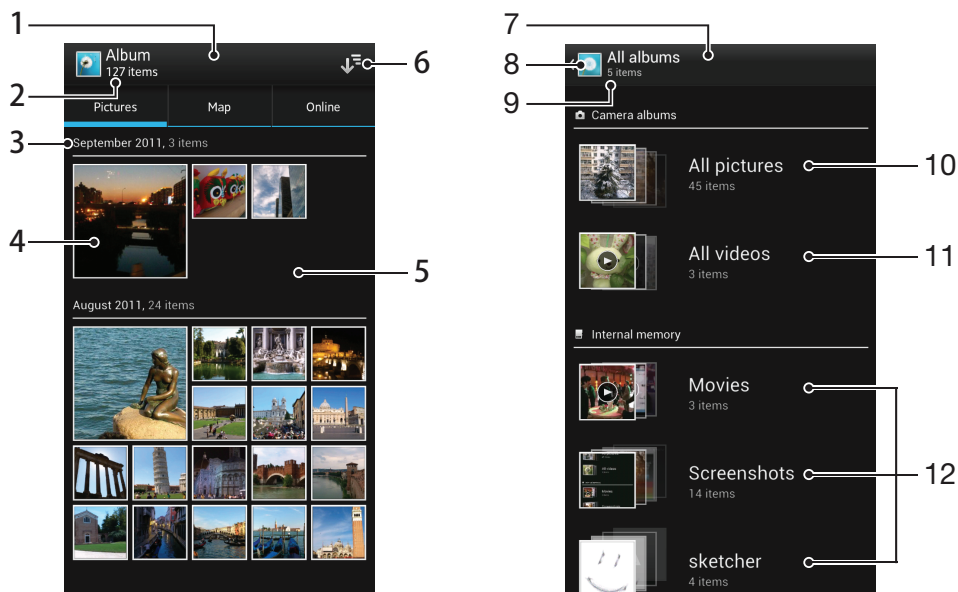 1
Album
127 items
2
6
Pictures Map Online
3
September 2011, 3 items
4
5
August 2011, 24 items
7
8
All albums
5 items
9
Camera albums
All pictures
45 items
10
All videos
3 items
11
Internal memory
Movies
3 items
Screenshots
14 items
12
sketcher
4 items